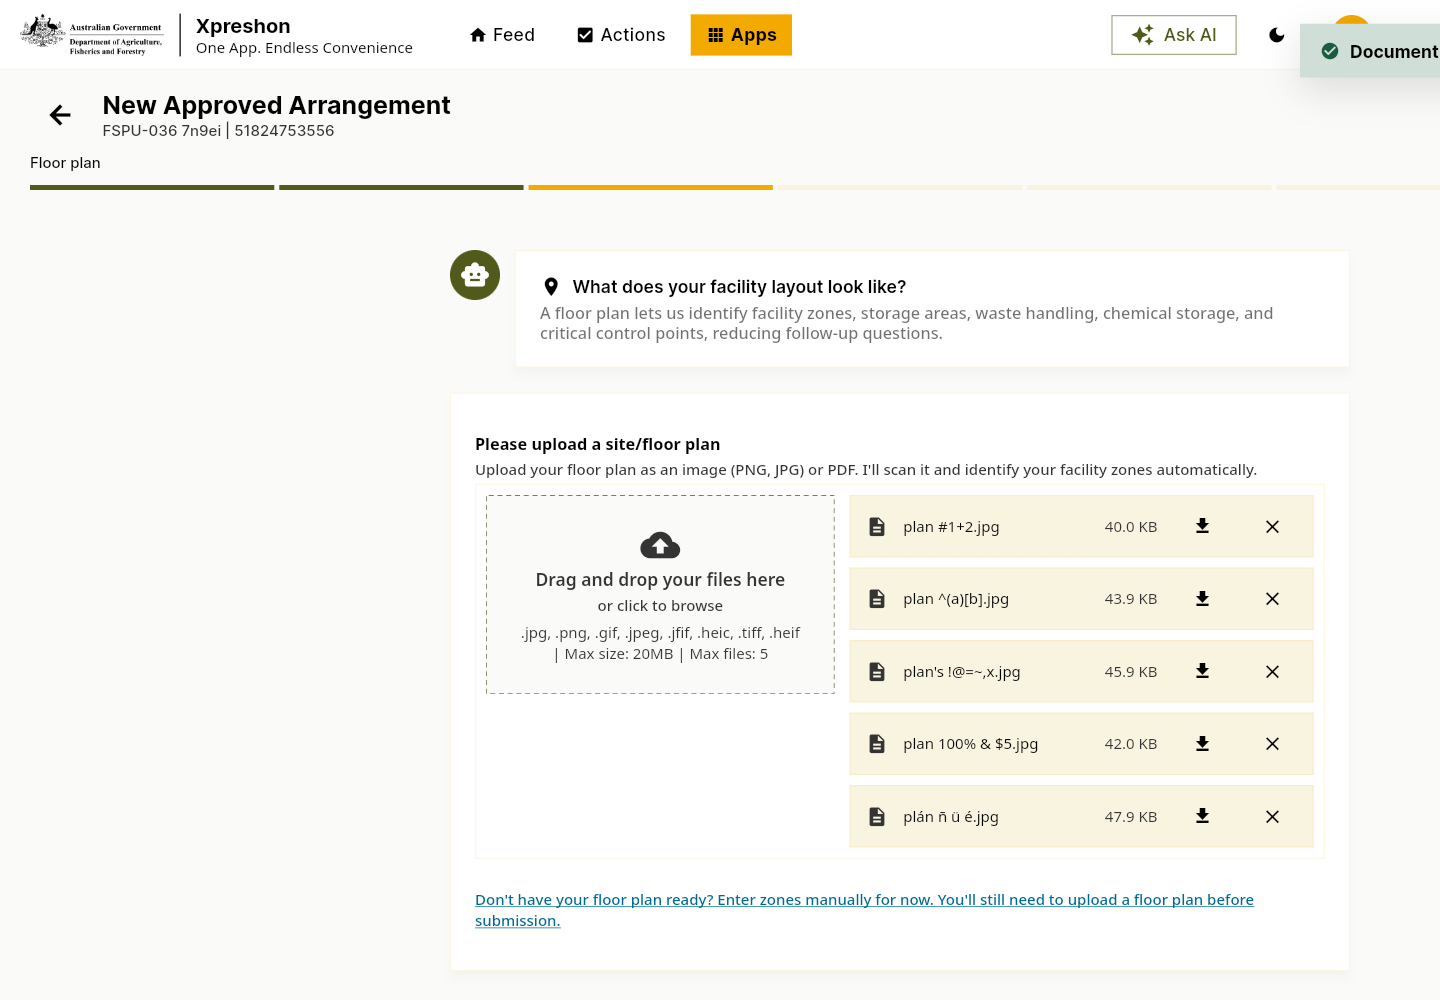 Australian Government
Department of Agriculture,
Fisheries and Forestry
Xpreshon
One App. Endless Convenience
Feed
Actions
Apps
Ask AI
Document
New Approved Arrangement
FSPU-036 7n9ei | 51824753556
Floor plan
What does your facility layout look like?
A floor plan lets us identify facility zones, storage areas, waste handling, chemical storage, and
critical control points, reducing follow-up questions.
Please upload a site/floor plan
Upload your floor plan as an image (PNG, JPG) or PDF. I'll scan it and identify your facility zones automatically.
Drag and drop your files here
or click to browse
.jpg, .png, .gif, .jpeg, .jfif, .heic, .tiff, .heif
| Max size: 20MB | Max files: 5
plan #1+2.jpg 40.0 KB
plan ^(a)[b].jpg 43.9 KB
plan's !@=~,x.jpg 45.9 KB
plan 100% & $5.jpg 42.0 KB
plán ñ ü é.jpg 47.9 KB
Don't have your floor plan ready? Enter zones manually for now. You'll still need to upload a floor plan before
submission.